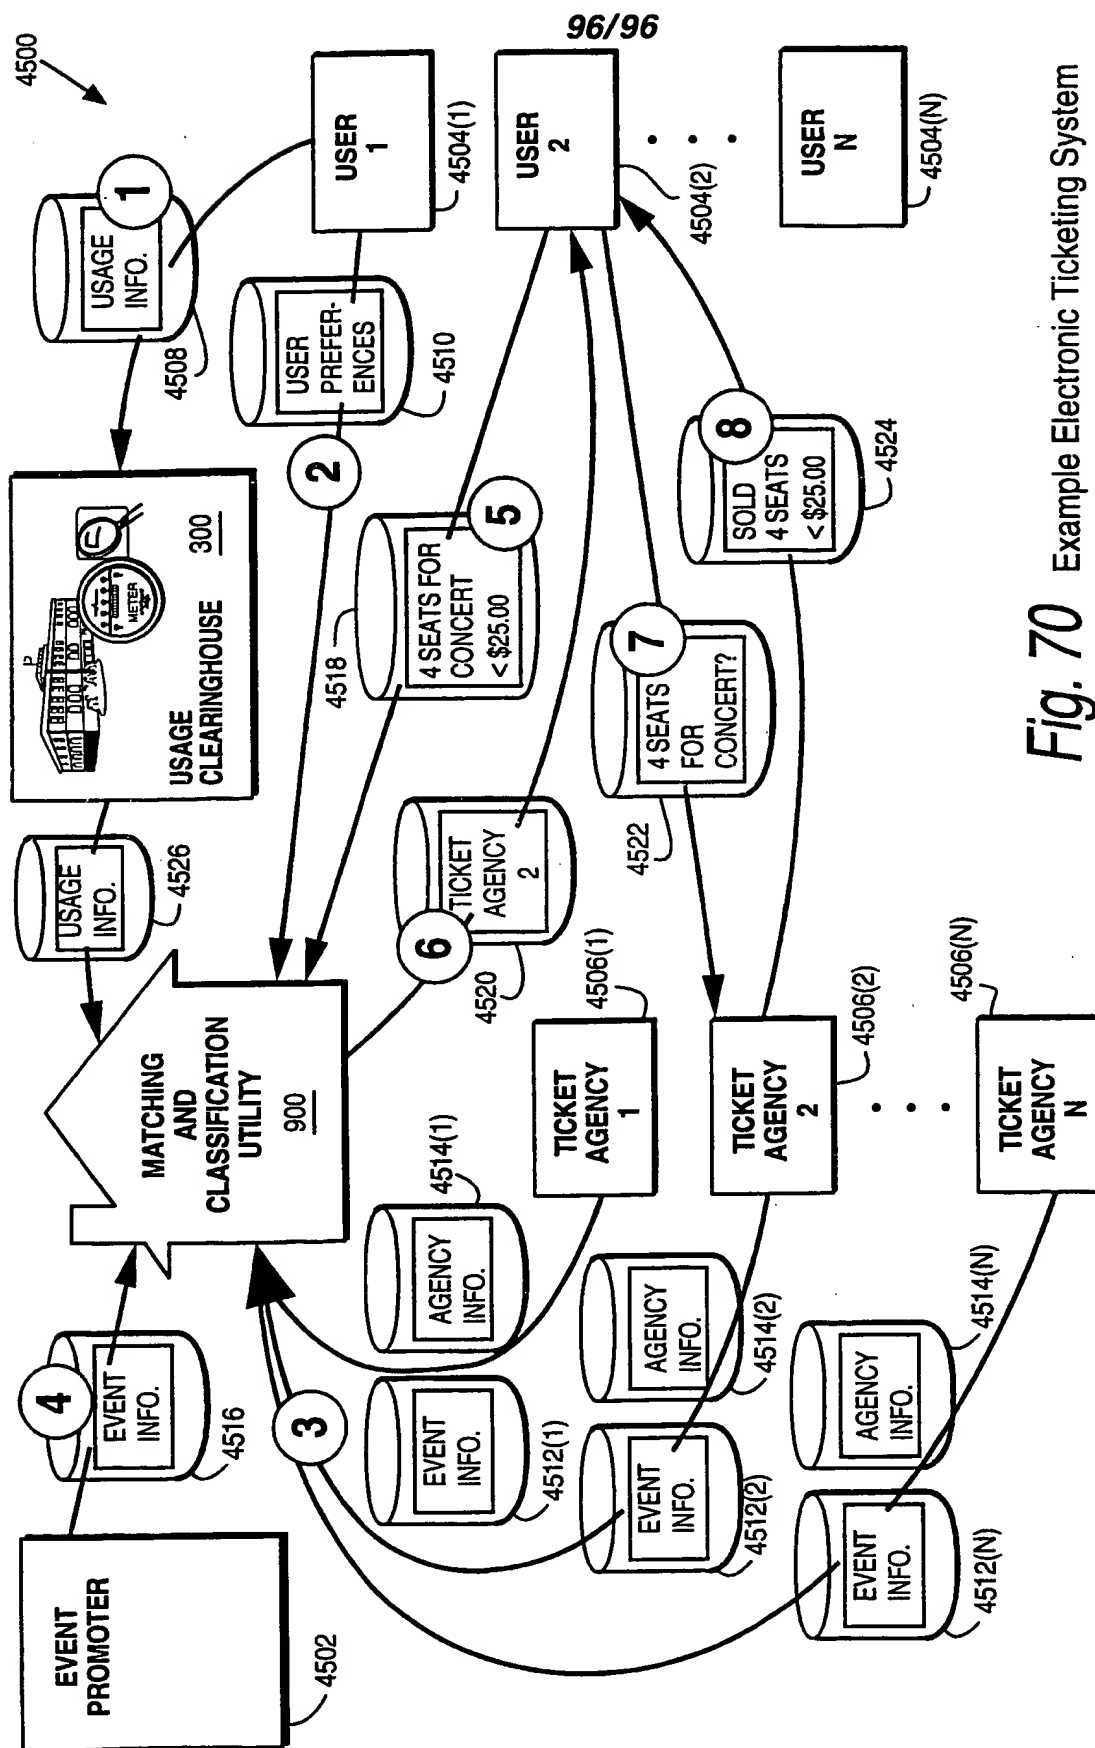 96/96
4500
EVENT
PROMOTER
4502
4
EVENT
INFO.
4516
MATCHING
AND
CLASSIFICATION
UTILITY
900
USAGE
INFO.
4526
METER
300
USAGE
CLEARINGHOUSE
1
USAGE
INFO.
4508
USER
1
4504(1)
2
USER
PREFER-
ENCES
4510
3
EVENT
INFO.
4512(1)
AGENCY
INFO.
4514(1)
TICKET
AGENCY
1
4506(1)
6
TICKET
AGENCY
2
4520
4518
5
4 SEATS FOR
CONCERT
< $25.00
USER
2
4504(2)
EVENT
INFO.
4512(2)
AGENCY
INFO.
4514(2)
TICKET
AGENCY
2
4506(2)
7
4 SEATS
FOR
CONCERT?
4522
8
SOLD
4 SEATS
< $25.00
4524
EVENT
INFO.
4512(N)
AGENCY
INFO.
4514(N)
TICKET
AGENCY
N
4506(N)
USER
N
4504(N)
Fig. 70 Example Electronic Ticketing System